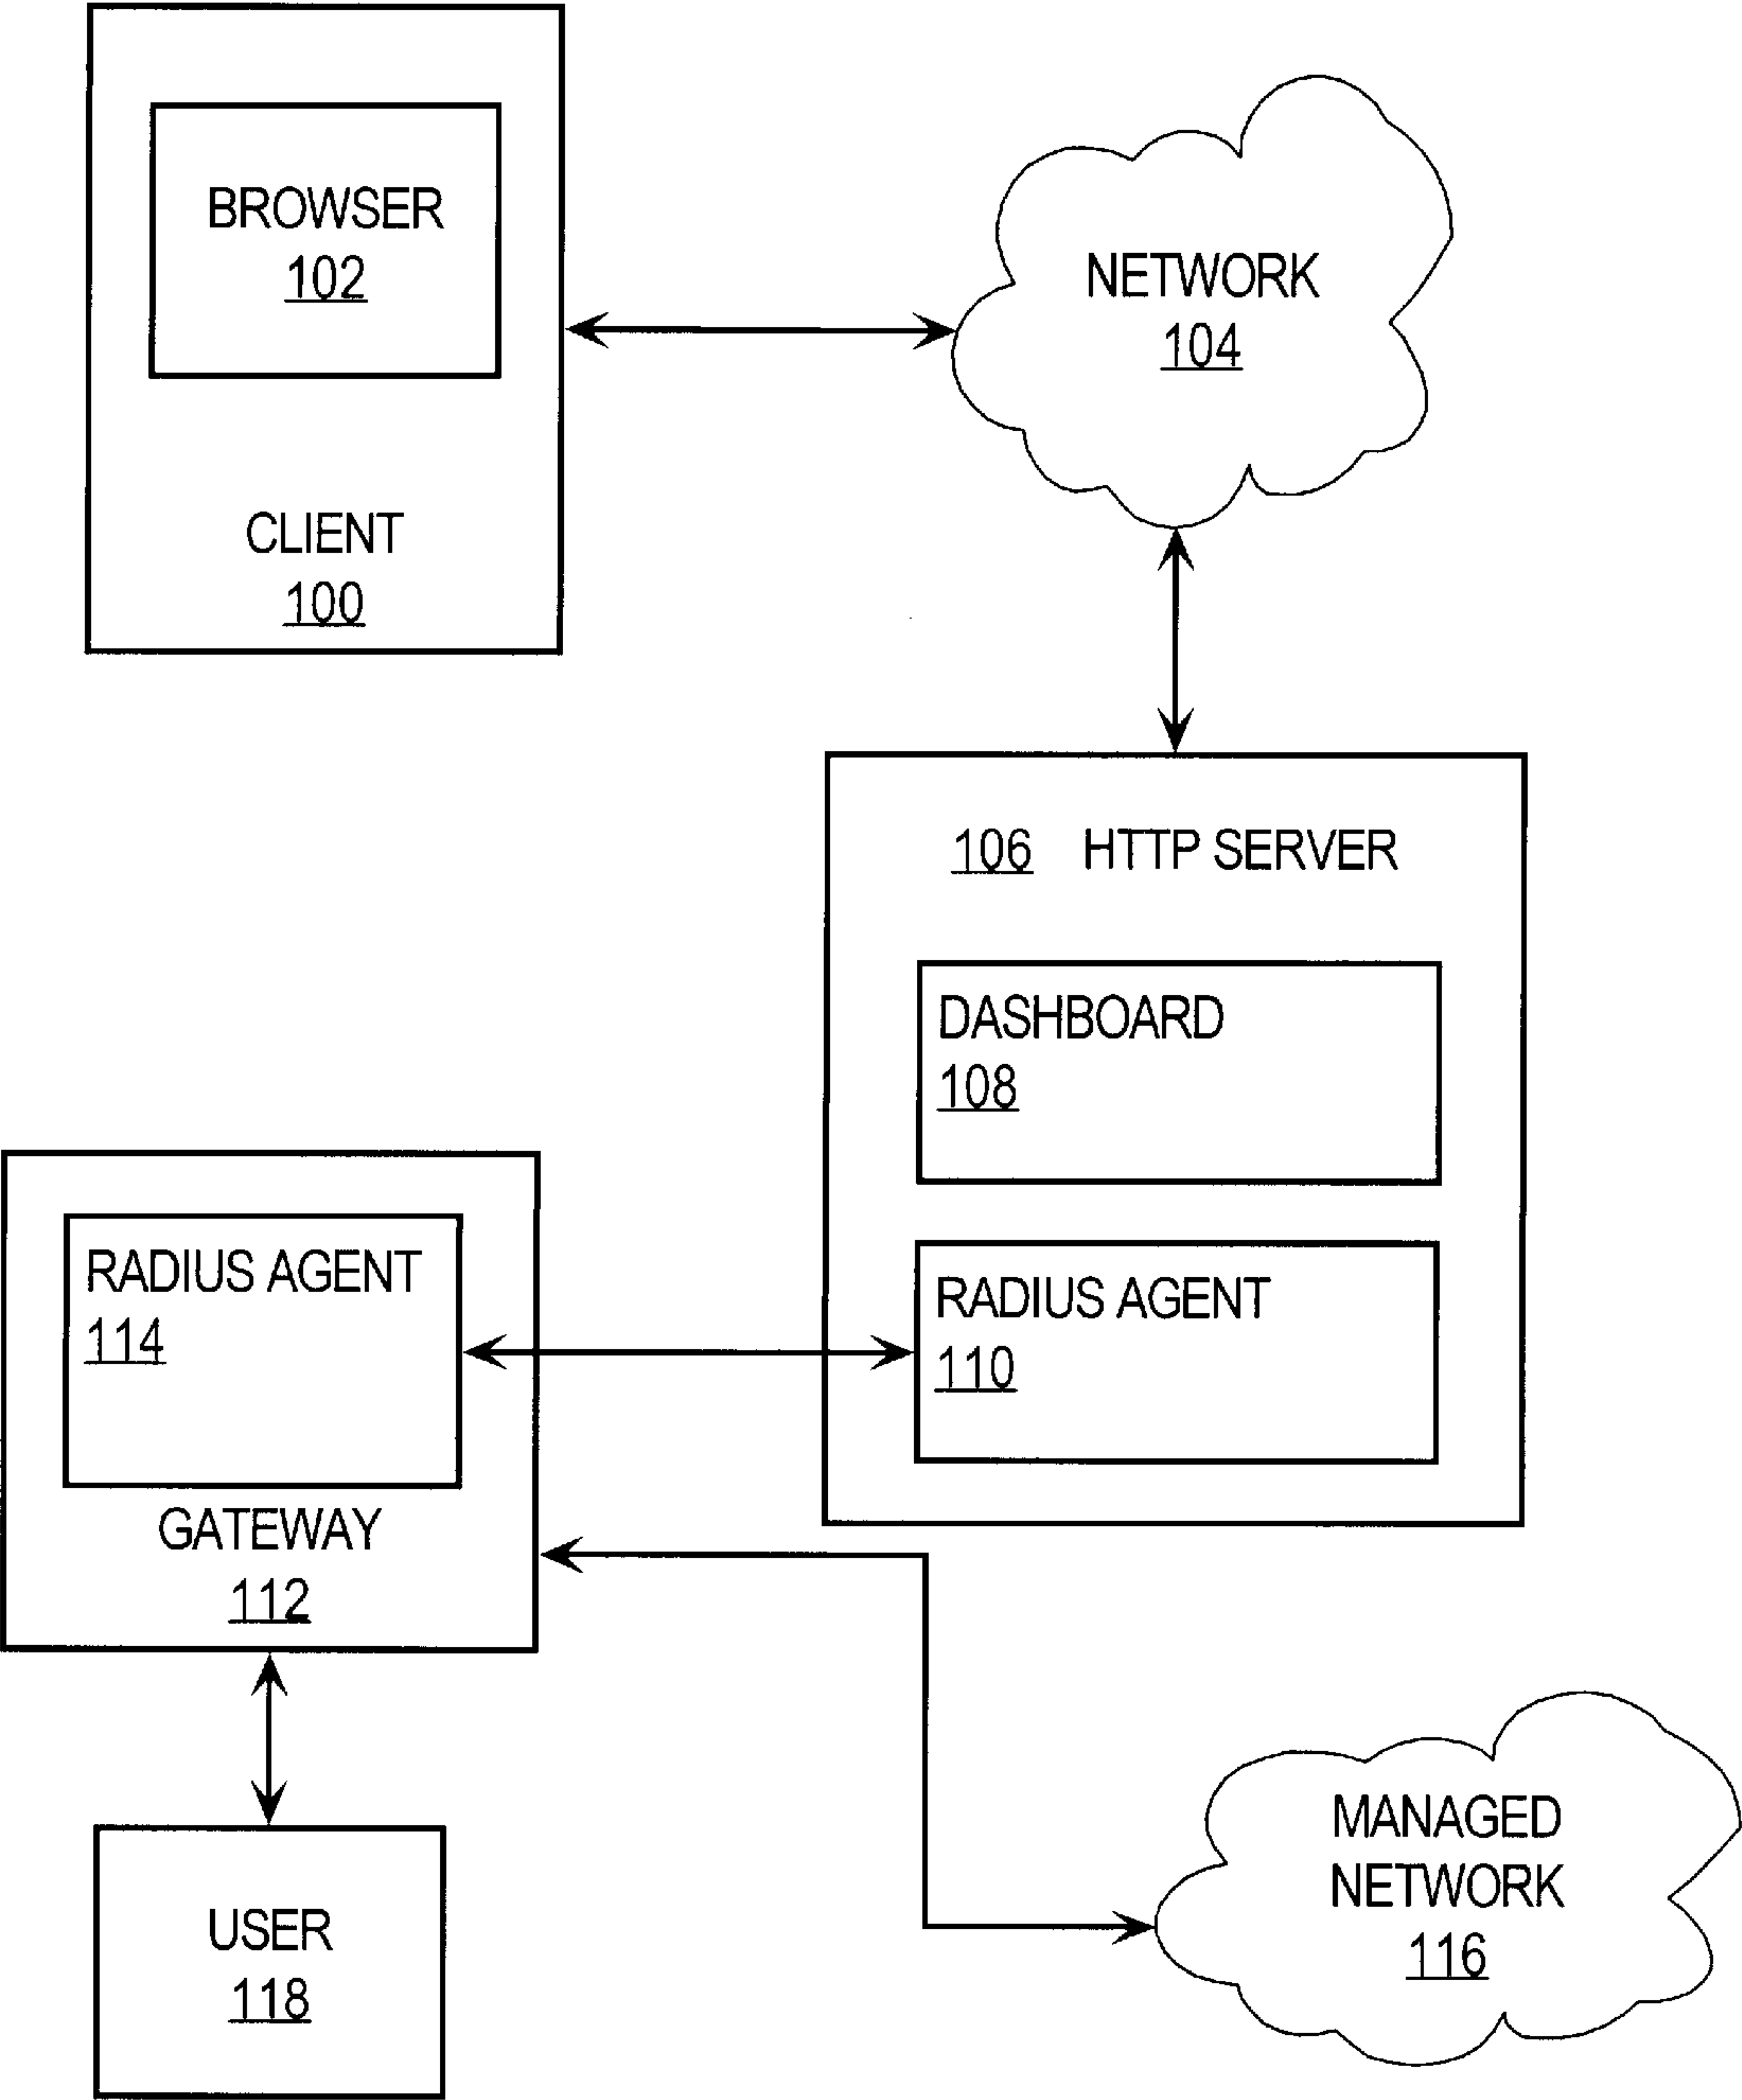 BROWSER
102
CLIENT
100
NETWORK
104
106 HTTP SERVER
DASHBOARD
108
RADIUS AGENT
110
RADIUS AGENT
114
GATEWAY
112
USER
118
MANAGED
NETWORK
116